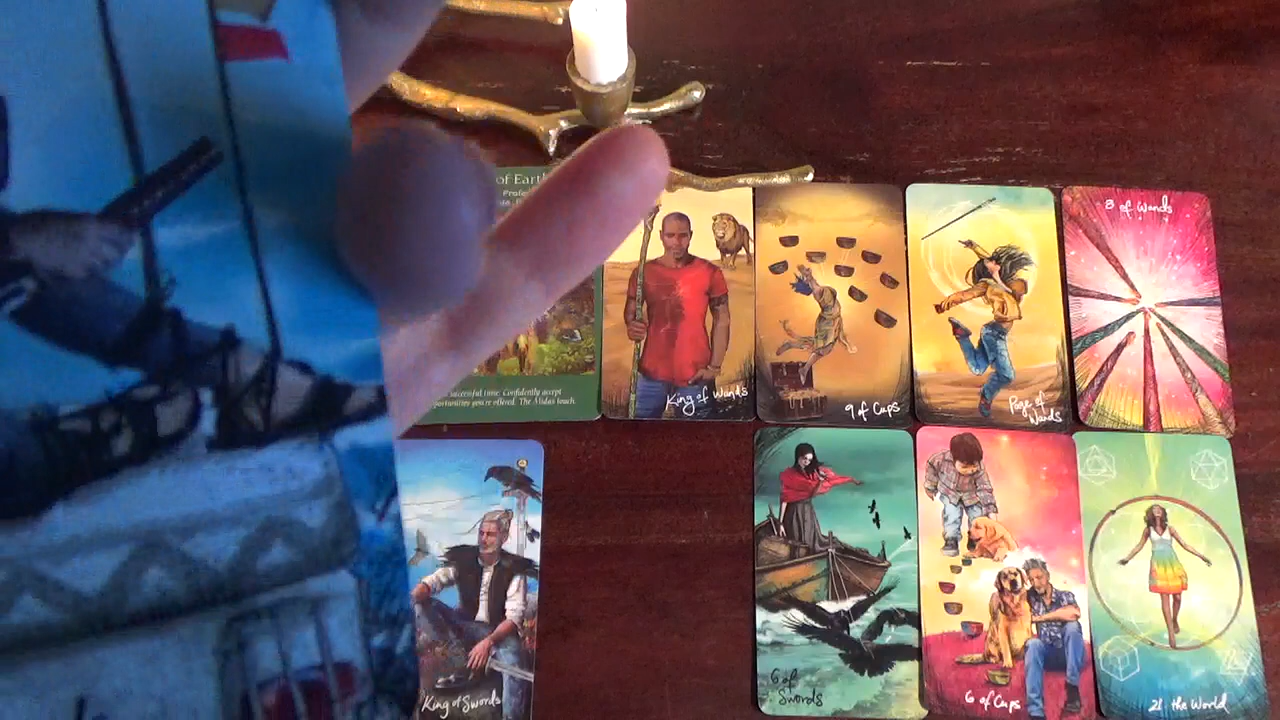 of Earth
8 of Wands
successful time. Confidently accept
opportunities you're offered. The Midas touch.
King of Wands
9 of Cups
Page of
Wands
King of Swords
6 of
Swords
6 of Cups
21. the World